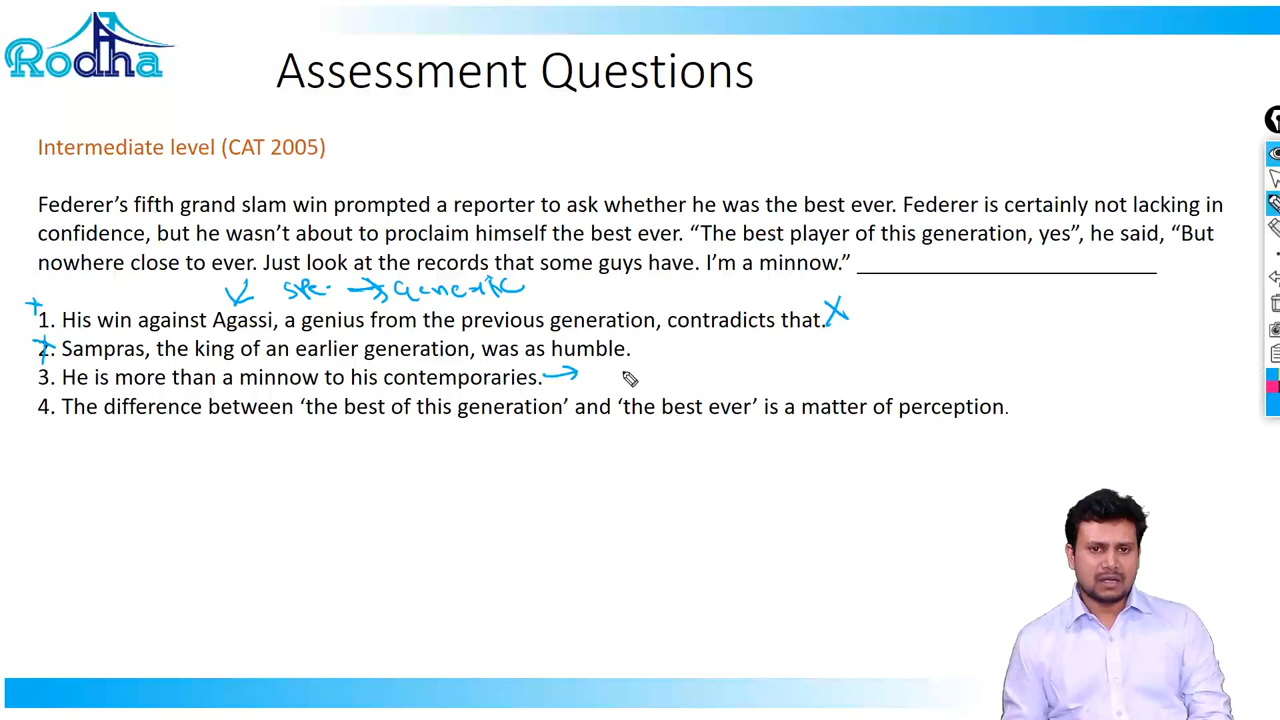 Rodha
Assessment Questions
Intermediate level (CAT 2005)
Federer’s fifth grand slam win prompted a reporter to ask whether he was the best ever. Federer is certainly not lacking in
confidence, but he wasn’t about to proclaim himself the best ever. “The best player of this generation, yes”, he said, “But
nowhere close to ever. Just look at the records that some guys have. I’m a minnow.” ___________________________
1. His win against Agassi, a genius from the previous generation, contradicts that.
2. Sampras, the king of an earlier generation, was as humble.
3. He is more than a minnow to his contemporaries.
4. The difference between ‘the best of this generation’ and ‘the best ever’ is a matter of perception.